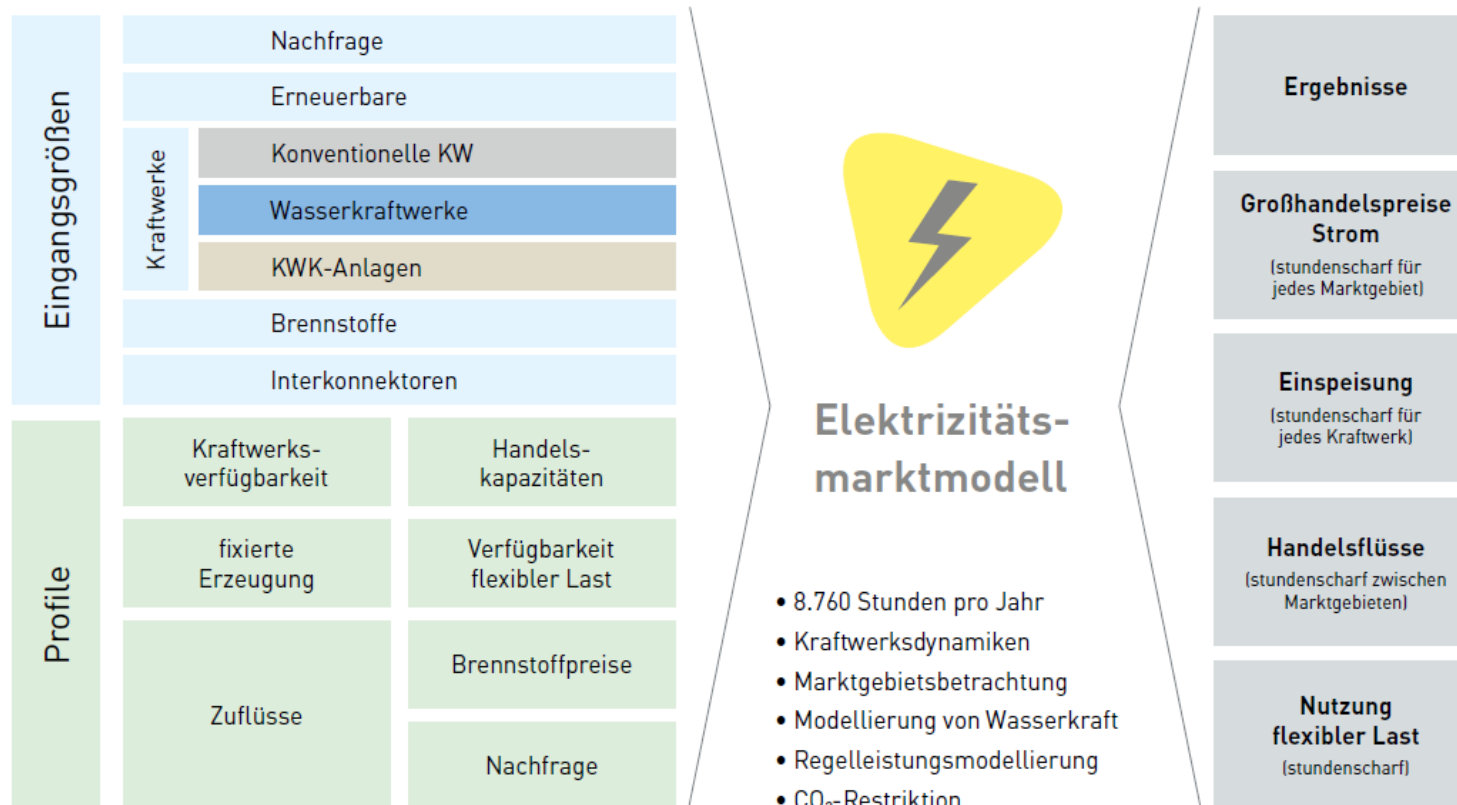 Eingangsgrößen
Nachfrage
Erneuerbare
Kraftwerke
Konventionelle KW
Wasserkraftwerke
KWK-Anlagen
Brennstoffe
Interkonnektoren
Profile
Kraftwerks-
verfügbarkeit
Handels-
kapazitäten
fixierte
Erzeugung
Verfügbarkeit
flexibler Last
Zuflüsse
Brennstoffpreise
Nachfrage
Elektrizitäts-
marktmodell
• 8.760 Stunden pro Jahr
• Kraftwerksdynamiken
• Marktgebietsbetrachtung
• Modellierung von Wasserkraft
• Regelleistungsmodellierung
• CO₂-Restriktion
Ergebnisse
Großhandelspreise
Strom
(stundenscharf für
jedes Marktgebiet)
Einspeisung
(stundenscharf für
jedes Kraftwerk)
Handelsflüsse
(stundenscharf zwischen
Marktgebieten)
Nutzung
flexibler Last
(stundenscharf)